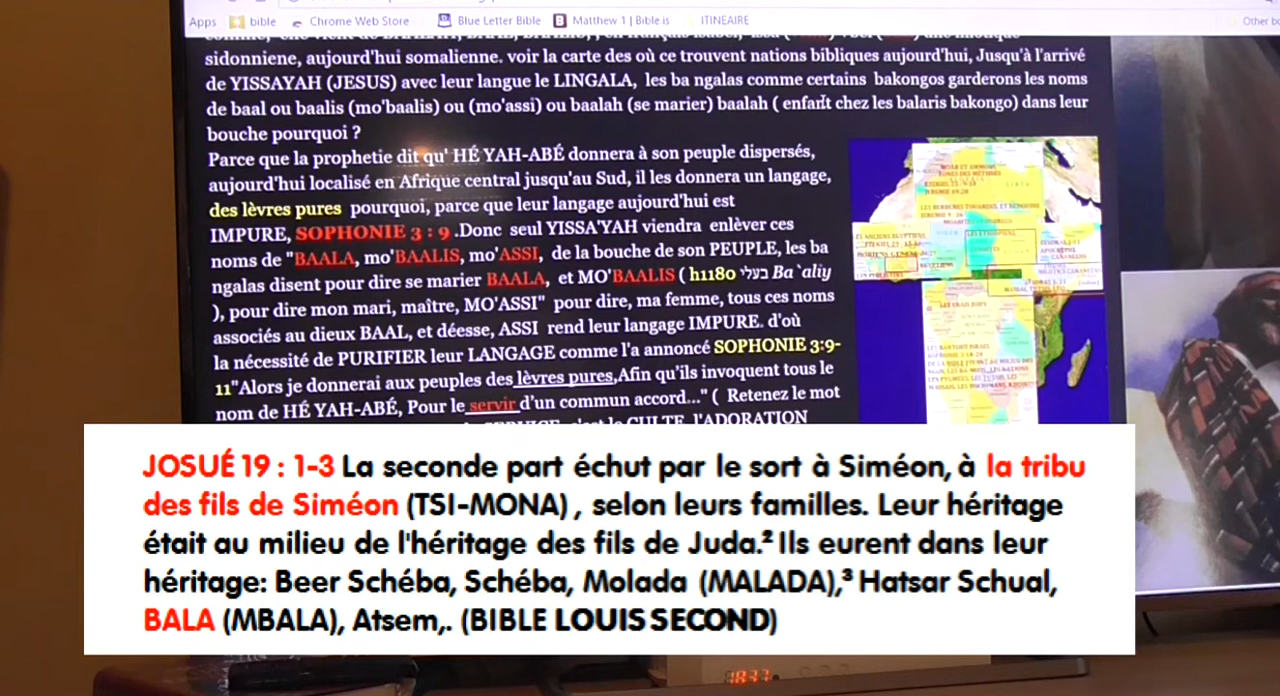 Apps bible Chrome Web Store Blue Letter Bible Matthew 1 | Bible is ITINEAIRE Other bo
sidonniene, aujourd'hui somalienne. voir la carte des où ce trouvent nations bibliques aujourd'hui, Jusqu'à l'arrivé
de YISSAYAH (JESUS) avec leur langue le LINGALA, les ba ngalas comme certains bakongos garderons les noms
de baal ou baalis (mo'baalis) ou (mo'assi) ou baalah (se marier) baalah ( enfant chez les balaris bakongo) dans leur
bouche pourquoi ?
Parce que la prophetie dit qu' HÉ YAH-ABÉ donnera à son peuple dispersés,
aujourd'hui localisé en Afrique central jusqu'au Sud, il les donnera un langage,
des lèvres pures pourquoi, parce que leur langage aujourd'hui est
IMPURE, SOPHONIE 3 : 9 .Donc seul YISSA'YAH viendra enlèver ces
noms de "BAALA, mo'BAALIS, mo'ASSI, de la bouche de son PEUPLE, les ba
ngalas disent pour dire se marier BAALA, et MO'BAALIS ( h1180 בעלי Ba `aliy
), pour dire mon mari, maître, MO'ASSI" pour dire, ma femme, tous ces noms
associés au dieux BAAL, et déesse, ASSI rend leur langage IMPURE. d'où
la nécessité de PURIFIER leur LANGAGE comme l'a annoncé SOPHONIE 3:9-
11"Alors je donnerai aux peuples des lèvres pures,Afin qu'ils invoquent tous le
nom de HÉ YAH-ABÉ, Pour le servir d'un commun accord..." ( Retenez le mot
c'est le CULTE, l'ADORATION
JOSUÉ 19 : 1-3 La seconde part échut par le sort à Siméon, à la tribu
des fils de Siméon (TSI-MONA) , selon leurs familles. Leur héritage
était au milieu de l'héritage des fils de Juda.² Ils eurent dans leur
héritage: Beer Schéba, Schéba, Molada (MALADA),³ Hatsar Schual,
BALA (MBALA), Atsem,. (BIBLE LOUIS SECOND)
18:37